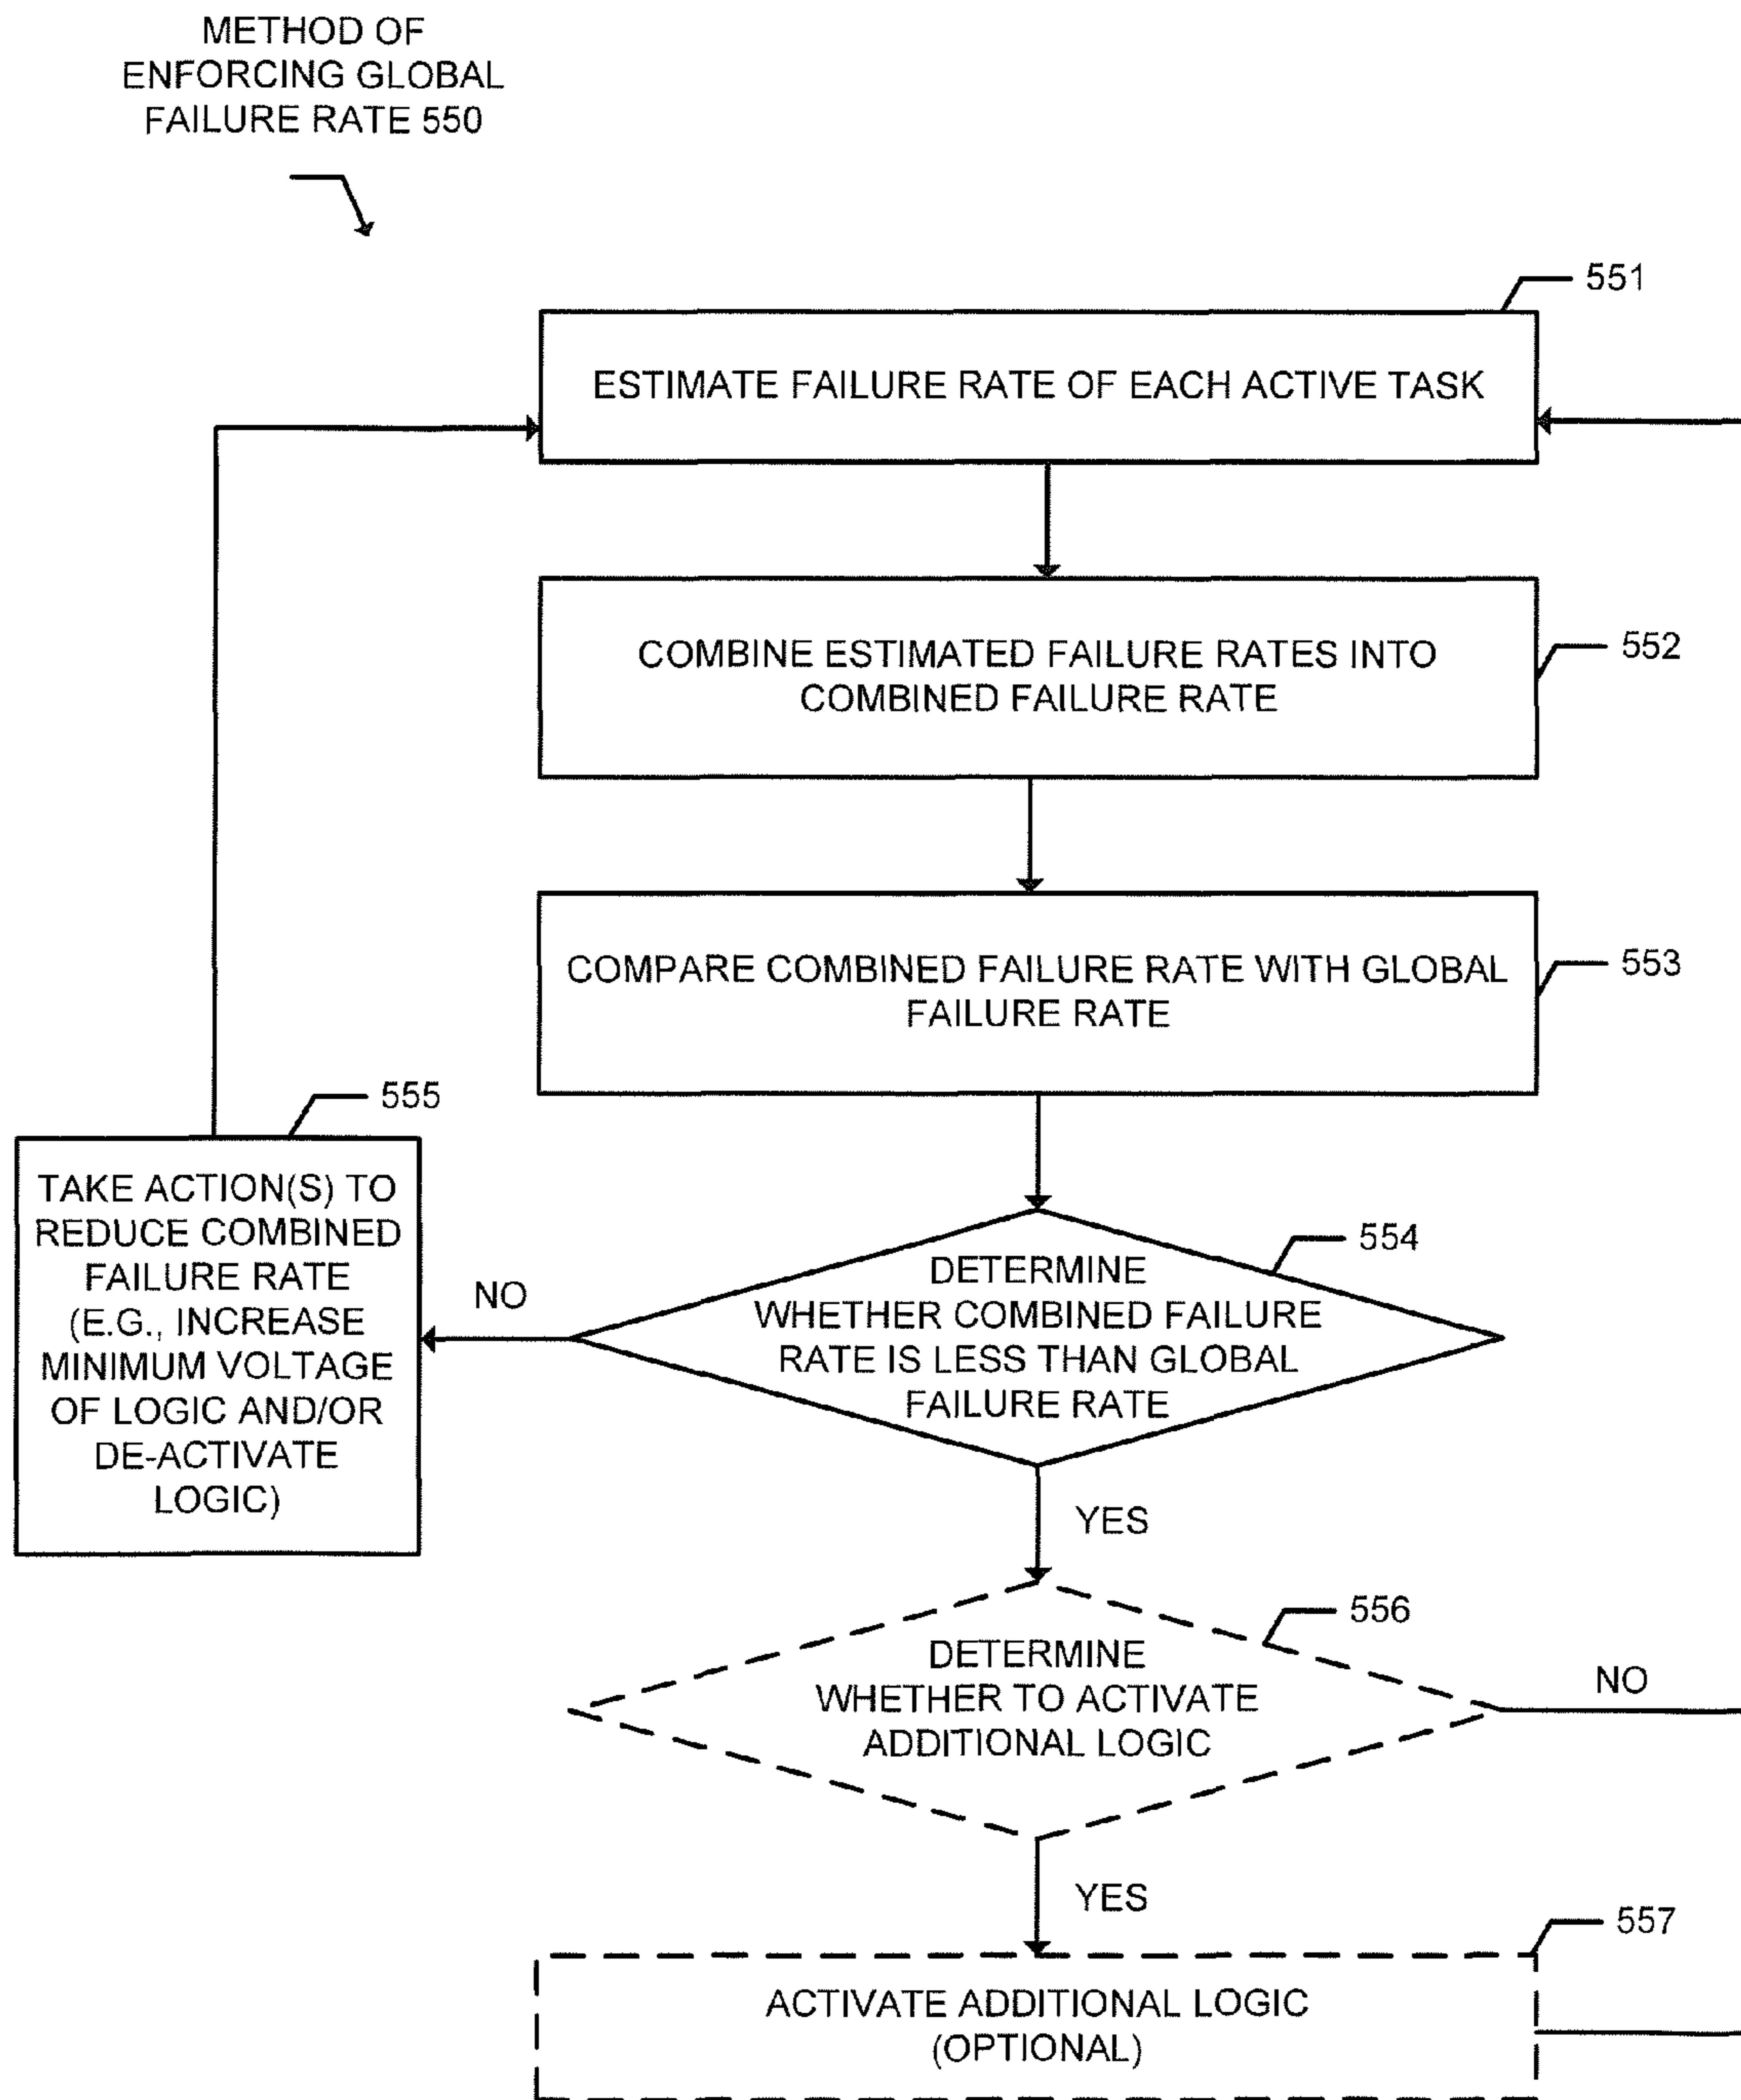 METHOD OF
ENFORCING GLOBAL
FAILURE RATE 550
551
ESTIMATE FAILURE RATE OF EACH ACTIVE TASK
552
COMBINE ESTIMATED FAILURE RATES INTO
COMBINED FAILURE RATE
553
COMPARE COMBINED FAILURE RATE WITH GLOBAL
FAILURE RATE
554
DETERMINE
WHETHER COMBINED FAILURE
RATE IS LESS THAN GLOBAL
FAILURE RATE
NO
555
TAKE ACTION(S) TO
REDUCE COMBINED
FAILURE RATE
(E.G., INCREASE
MINIMUM VOLTAGE
OF LOGIC AND/OR
DE-ACTIVATE
LOGIC)
YES
556
DETERMINE
WHETHER TO ACTIVATE
ADDITIONAL LOGIC
NO
YES
557
ACTIVATE ADDITIONAL LOGIC
(OPTIONAL)